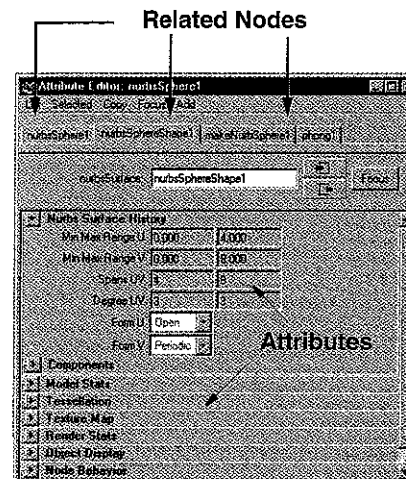 Related Nodes
Attribute Editor: nurbsSphere1
List Selected Copy Focus Add
nurbsSphere1 nurbsSphereShape1 makeNurbSphere1 phong1
nurbsSurface: nurbsSphereShape1 Focus
Nurbs Surface History
Min Max Range U 0.000 4.000
Min Max Range V 0.000 8.000
Spans UV 4 8
Degree UV 3 3
Form U Open
Form V Periodic
Attributes
Components
Model Stats
Tessellation
Texture Map
Render Stats
Object Display
Node Behavior